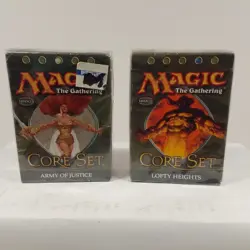 MAGIC
The Gathering
CORE SET
ARMY OF JUSTICE
MAGIC
The Gathering
CORE SET
LOFTY HEIGHTS